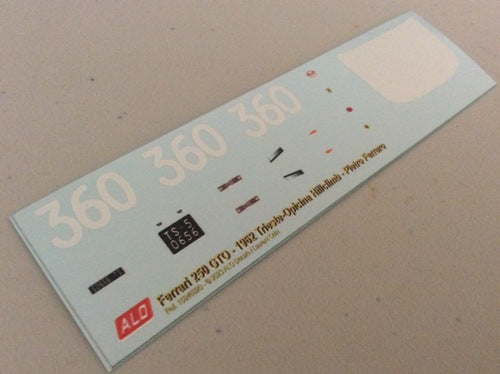 360 360 360
TS·5
0656
ALO
Ferrari 250 GTO - 1962 Trieste-Opicina Hillclimb - Pietro Ferraro